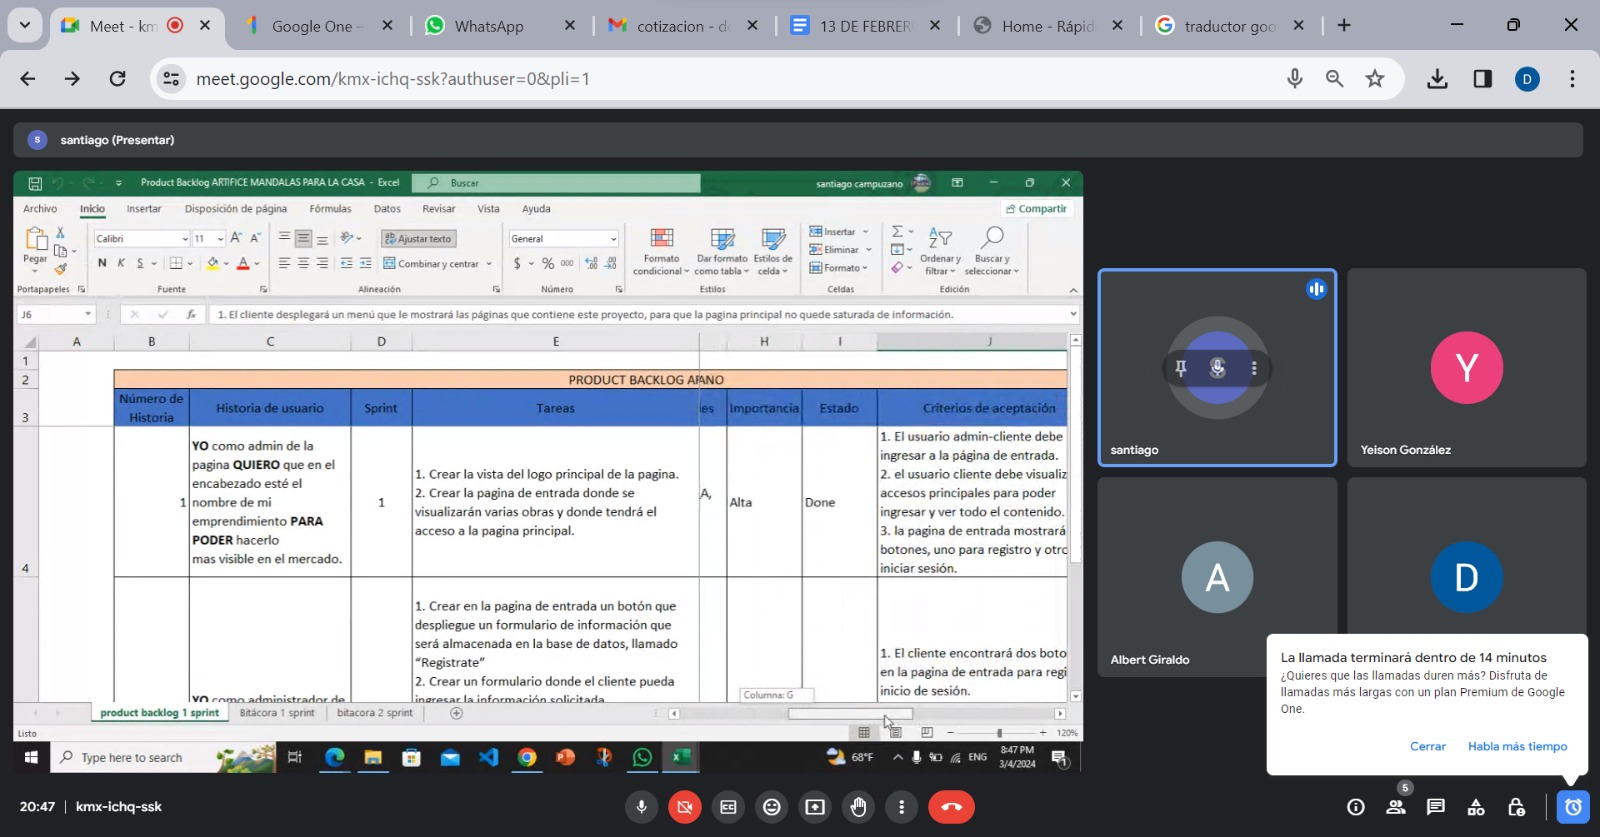 Meet - km
Google One -
WhatsApp
cotizacion - d
13 DE FEBRER
Home - Rápid
traductor goo
meet.google.com/kmx-ichq-ssk?authuser=0&pli=1
D
S
santiago (Presentar)
Product Backlog ARTIFICE MANDALAS PARA LA CASA - Excel
Buscar
santiago campuzano
Archivo
Inicio
Insertar
Disposición de página
Fórmulas
Datos
Revisar
Vista
Ayuda
Compartir
Pegar
Calibri
11
N K S
Ajustar texto
Combinar y centrar
General
$ % 000
Formato
condicional
Dar formato
como tabla
Estilos de
celda
Insertar
Eliminar
Formato
Ordenar y
filtrar
Buscar y
seleccionar
Portapapeles
Fuente
Alineación
Número
Estilos
Celdas
Edición
J6
fx
1. El cliente desplegará un menú que le mostrará las páginas que contiene este proyecto, para que la pagina principal no quede saturada de información.
A B C D E H I J
1
2
PRODUCT BACKLOG APANO
3
Número de
Historia
Historia de usuario
Sprint
Tareas
es
Importancia
Estado
Criterios de aceptación
4
1
YO como admin de la
pagina QUIERO que en el
encabezado esté el
nombre de mi
emprendimiento PARA
PODER hacerlo
mas visible en el mercado.
1
1. Crear la vista del logo principal de la pagina.
2. Crear la pagina de entrada donde se
visualizarán varias obras y donde tendrá el
acceso a la pagina principal.
A,
Alta
Done
1. El usuario admin-cliente debe
ingresar a la página de entrada.
2. el usuario cliente debe visualiz
accesos principales para poder
ingresar y ver todo el contenido.
3. la pagina de entrada mostrará
botones, uno para registro y otro
iniciar sesión.
YO como administrador de
1. Crear en la pagina de entrada un botón que
despliegue un formulario de información que
será almacenada en la base de datos, llamado
“Registrate”
2. Crear un formulario donde el cliente pueda
ingresar la información solicitada
1. El cliente encontrará dos boto
en la pagina de entrada para regi
inicio de sesión.
Columna: G
product backlog 1 sprint
Bitácora 1 sprint
bitacora 2 sprint
Listo
120%
Type here to search
68°F
ENG
8:47 PM
3/4/2024
1
santiago
Y
Yeison González
A
Albert Giraldo
D
La llamada terminará dentro de 14 minutos
¿Quieres que las llamadas duren más? Disfruta de
llamadas más largas con un plan Premium de Google
One.
Cerrar
Habla más tiempo
20:47 | kmx-ichq-ssk
5